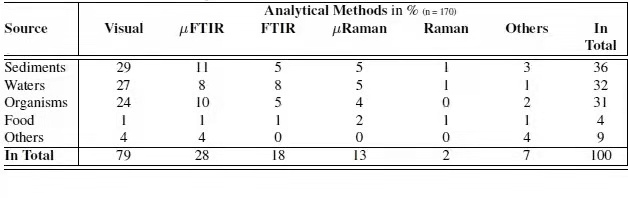 Analytical Methods in % (n = 170)
Source Visual μFTIR FTIR μRaman Raman Others In
Total
Sediments 29 11 5 5 1 3 36
Waters 27 8 8 5 1 1 32
Organisms 24 10 5 4 0 2 31
Food 1 1 1 2 1 1 4
Others 4 4 0 0 0 4 9
In Total 79 28 18 13 2 7 100